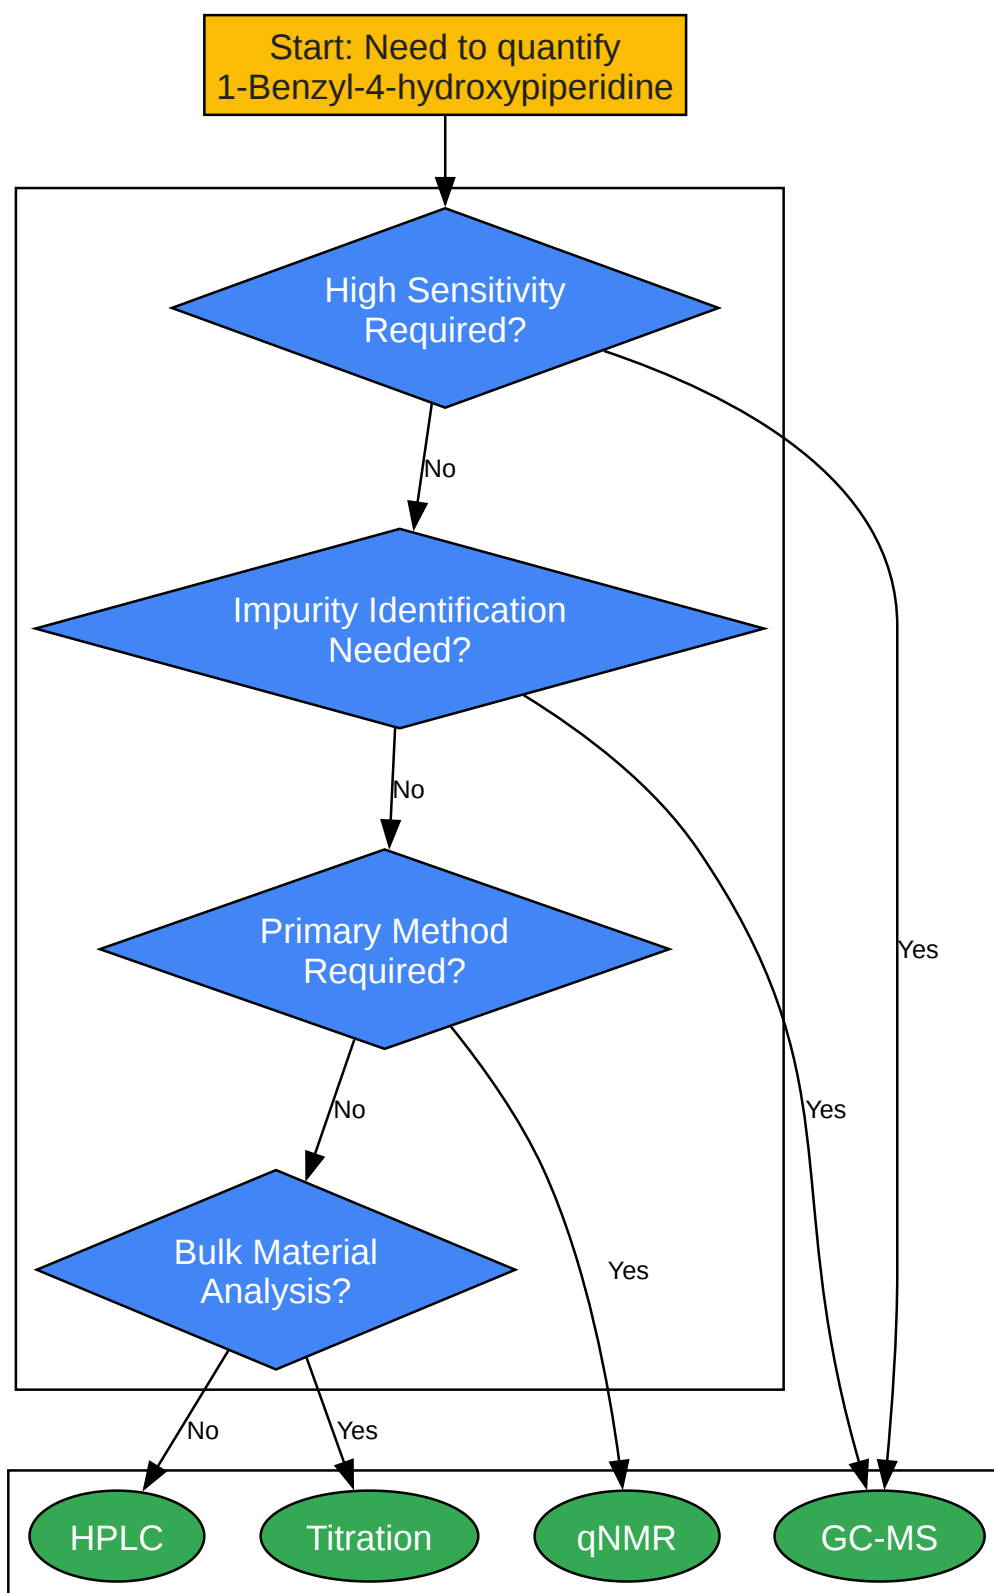 Start: Need to quantify
1-Benzyl-4-hydroxypiperidine
High Sensitivity
Required?
No
Impurity Identification
Needed?
No
Primary Method
Required?
Yes
No
Yes
Bulk Material
Analysis?
Yes
No
Yes
HPLC
Titration
qNMR
GC-MS